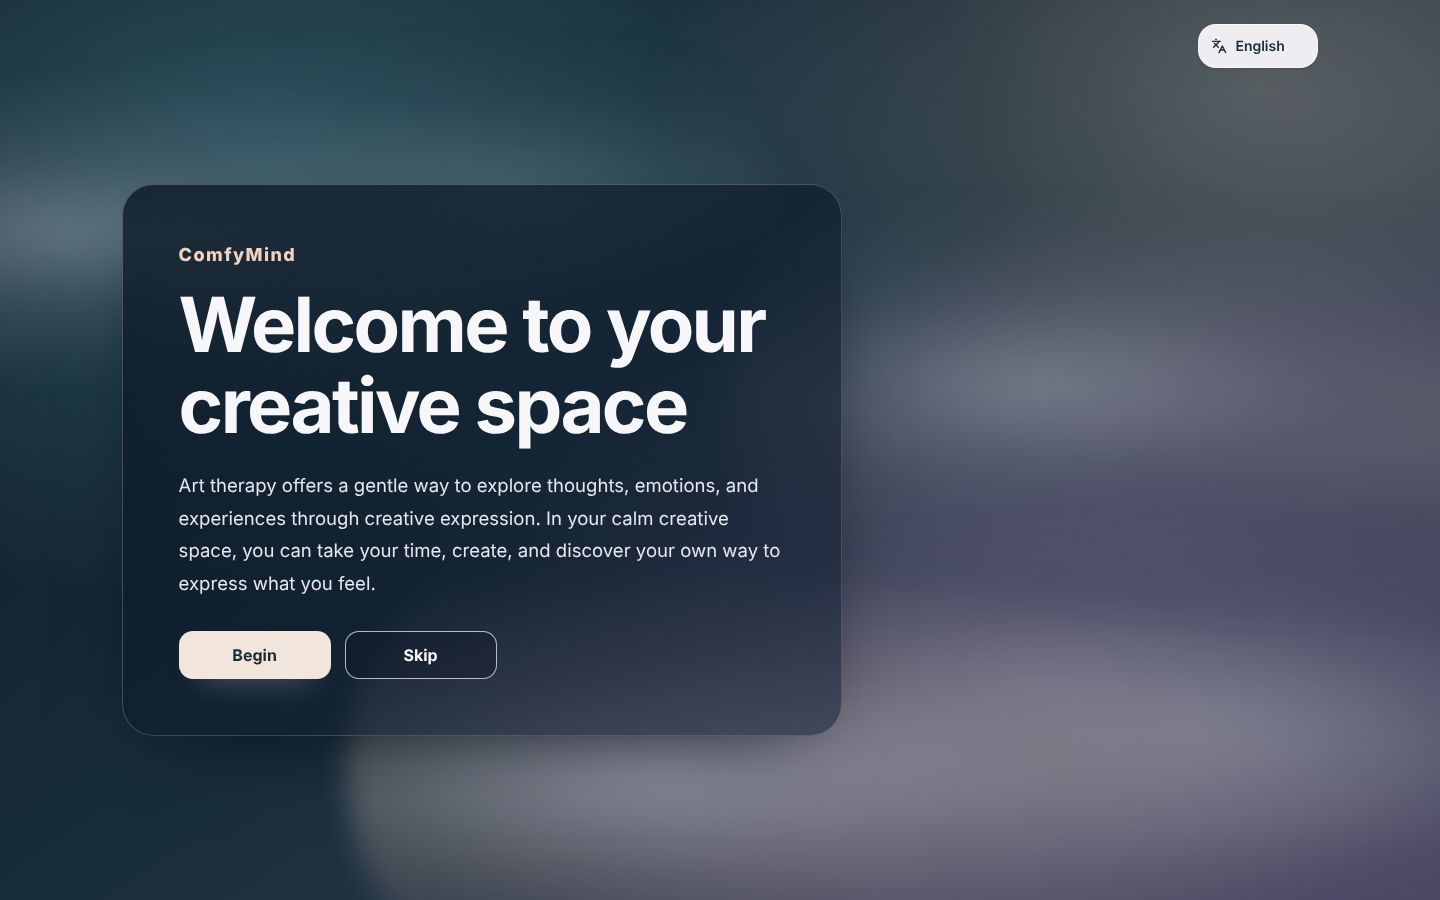 English
ComfyMind
Welcome to your
creative space
Art therapy offers a gentle way to explore thoughts, emotions, and
experiences through creative expression. In your calm creative
space, you can take your time, create, and discover your own way to
express what you feel.
Begin
Skip